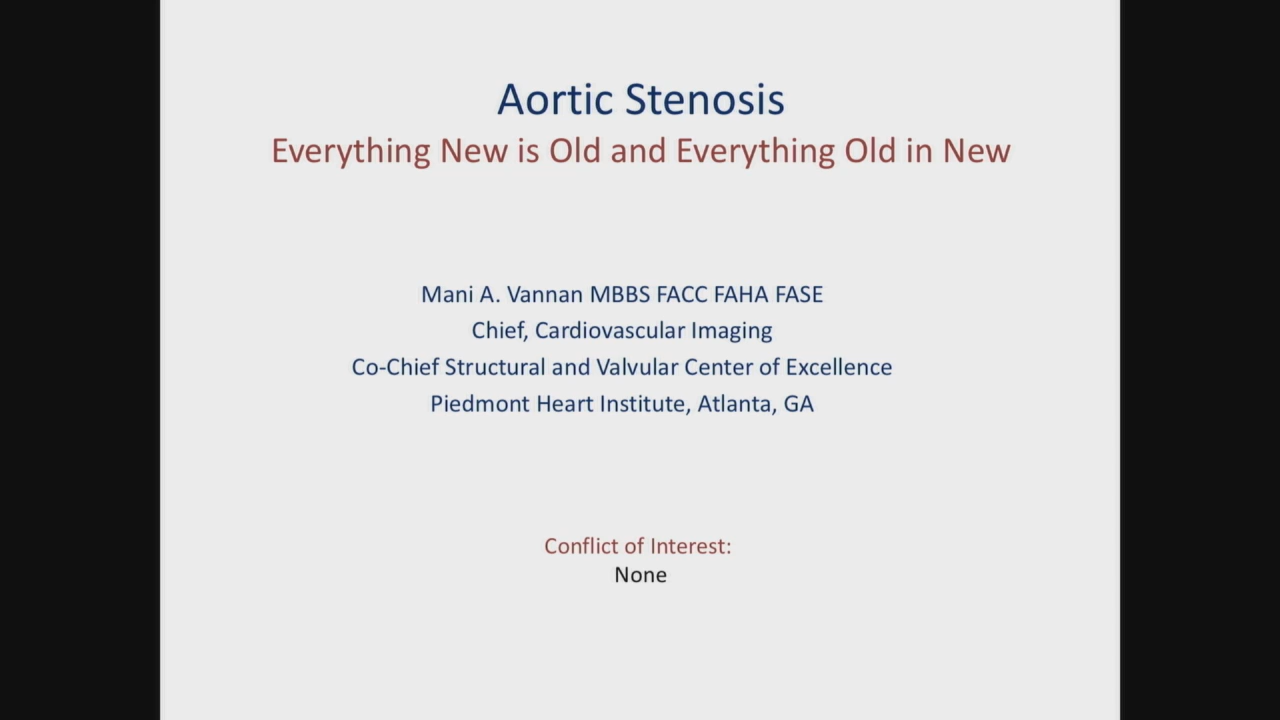 Aortic Stenosis
Everything New is Old and Everything Old in New
Mani A. Vannan MBBS FACC FAHA FASE
Chief, Cardiovascular Imaging
Co-Chief Structural and Valvular Center of Excellence
Piedmont Heart Institute, Atlanta, GA
Conflict of Interest:
None